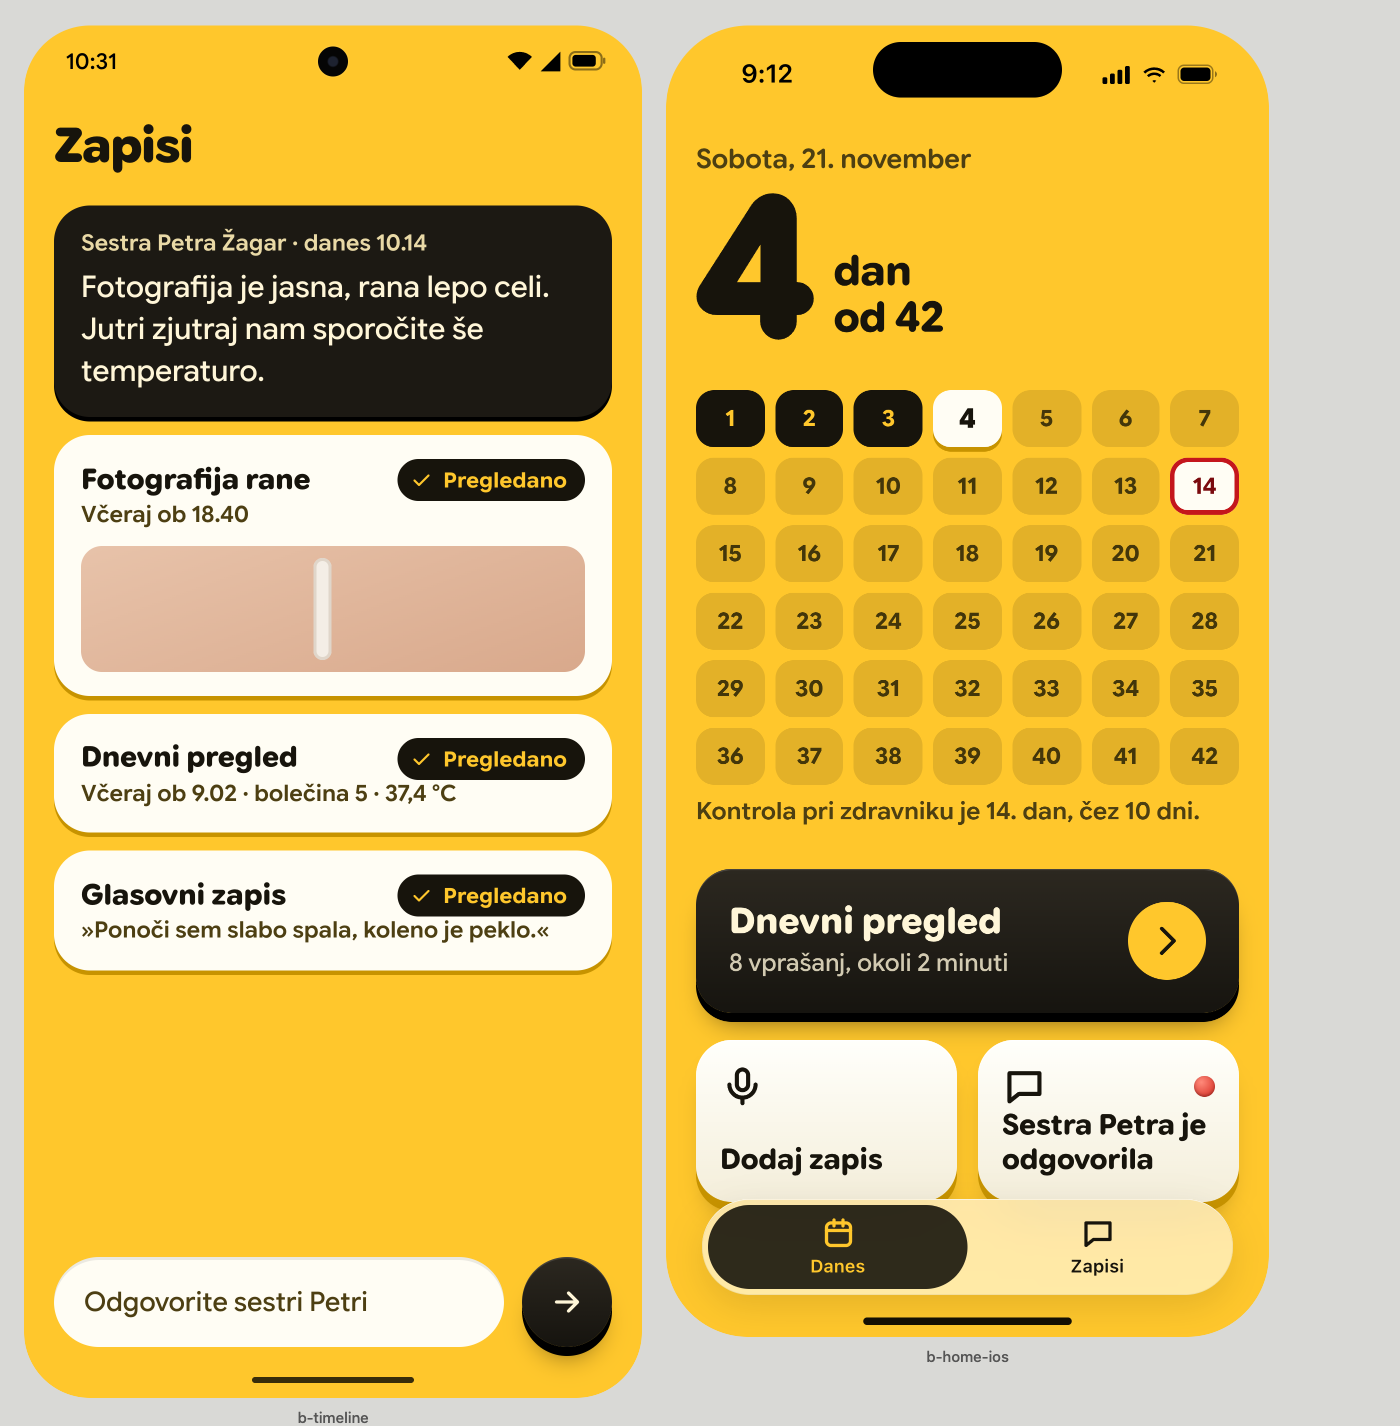 10:31
Zapisi
Sestra Petra Žagar · danes 10.14
Fotografija je jasna, rana lepo celi.
Jutri zjutraj nam sporočite še
temperaturo.
Fotografija rane
Pregledano
Včeraj ob 18.40
Dnevni pregled
Pregledano
Včeraj ob 9.02 · bolečina 5 · 37,4 °C
Glasovni zapis
Pregledano
»Ponoči sem slabo spala, koleno je peklo.«
Odgovorite sestri Petri
b-timeline
9:12
Sobota, 21. november
4 dan
od 42
1 2 3 4 5 6 7
8 9 10 11 12 13 14
15 16 17 18 19 20 21
22 23 24 25 26 27 28
29 30 31 32 33 34 35
36 37 38 39 40 41 42
Kontrola pri zdravniku je 14. dan, čez 10 dni.
Dnevni pregled
8 vprašanj, okoli 2 minuti
Dodaj zapis
Sestra Petra je
odgovorila
Danes
Zapisi
b-home-ios